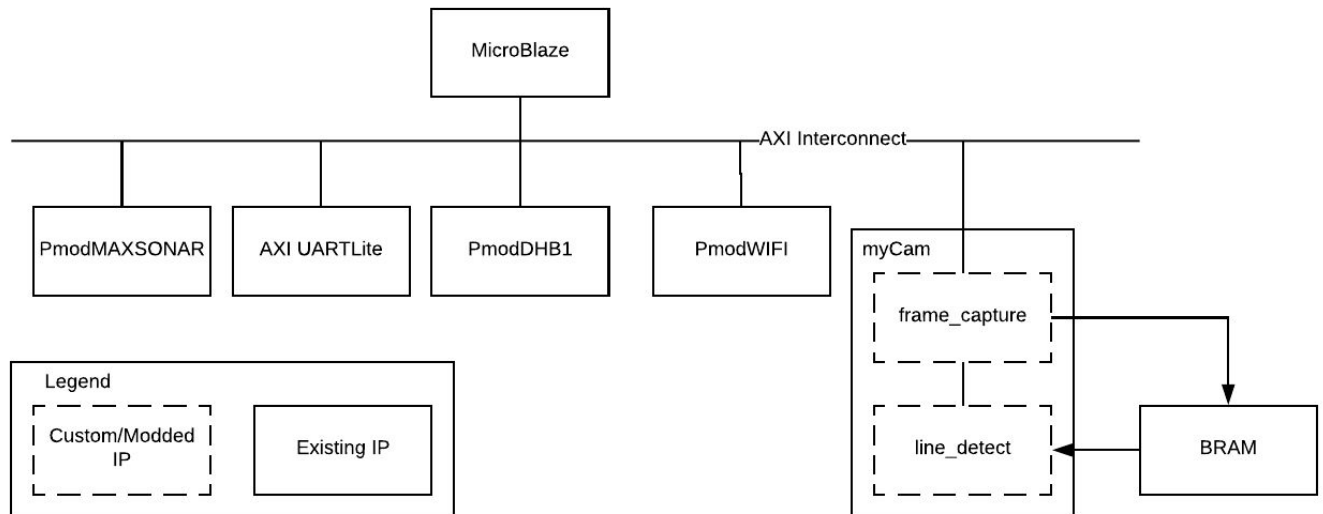 MicroBlaze
AXI Interconnect
PmodMAXSONAR
AXI UARTLite
PmodDHB1
PmodWIFI
myCam
frame_capture
line_detect
BRAM
Legend
Custom/Modded
IP
Existing IP